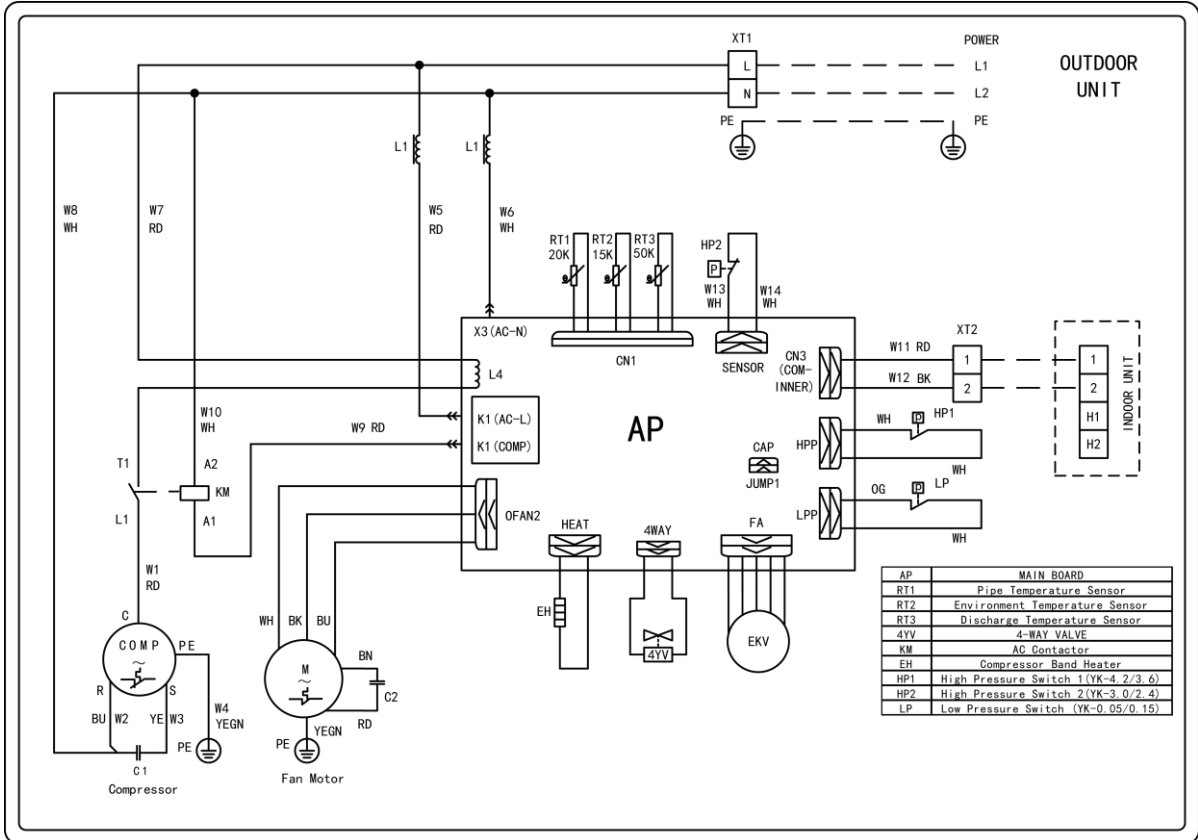 XT1
POWER
L
L1
OUTDOOR
UNIT
N
L2
PE
PE
L1
L1
W8
WH
W7
RD
W5
RD
W6
WH
RT1
20K
RT2
15K
RT3
50K
HP2
P
W13
WH
W14
WH
X3(AC-N)
CN1
SENSOR
CN3
(COM-
INNER)
W11 RD
W12 BK
XT2
1
2
1
2
H1
H2
INDOOR UNIT
L4
K1(AC-L)
K1(COMP)
AP
W10
WH
W9 RD
CAP
JUMP1
HPP
WH
P
HP1
WH
LPP
OG
P
LP
WH
T1
L1
A2
KM
A1
OFAN2
HEAT
4WAY
FA
W1
RD
EH
4YV
EKV
C
COMP
~
PE
R
S
BU
W2
YE
W3
W4
YEGN
PE
C1
Compressor
WH
BK
BU
M
~
BN
C2
RD
YEGN
PE
Fan Motor
AP MAIN BOARD
RT1 Pipe Temperature Sensor
RT2 Environment Temperature Sensor
RT3 Discharge Temperature Sensor
4YV 4-WAY VALVE
KM AC Contactor
EH Compressor Band Heater
HP1 High Pressure Switch 1(YK-4.2/3.6)
HP2 High Pressure Switch 2(YK-3.0/2.4)
LP Low Pressure Switch (YK-0.05/0.15)